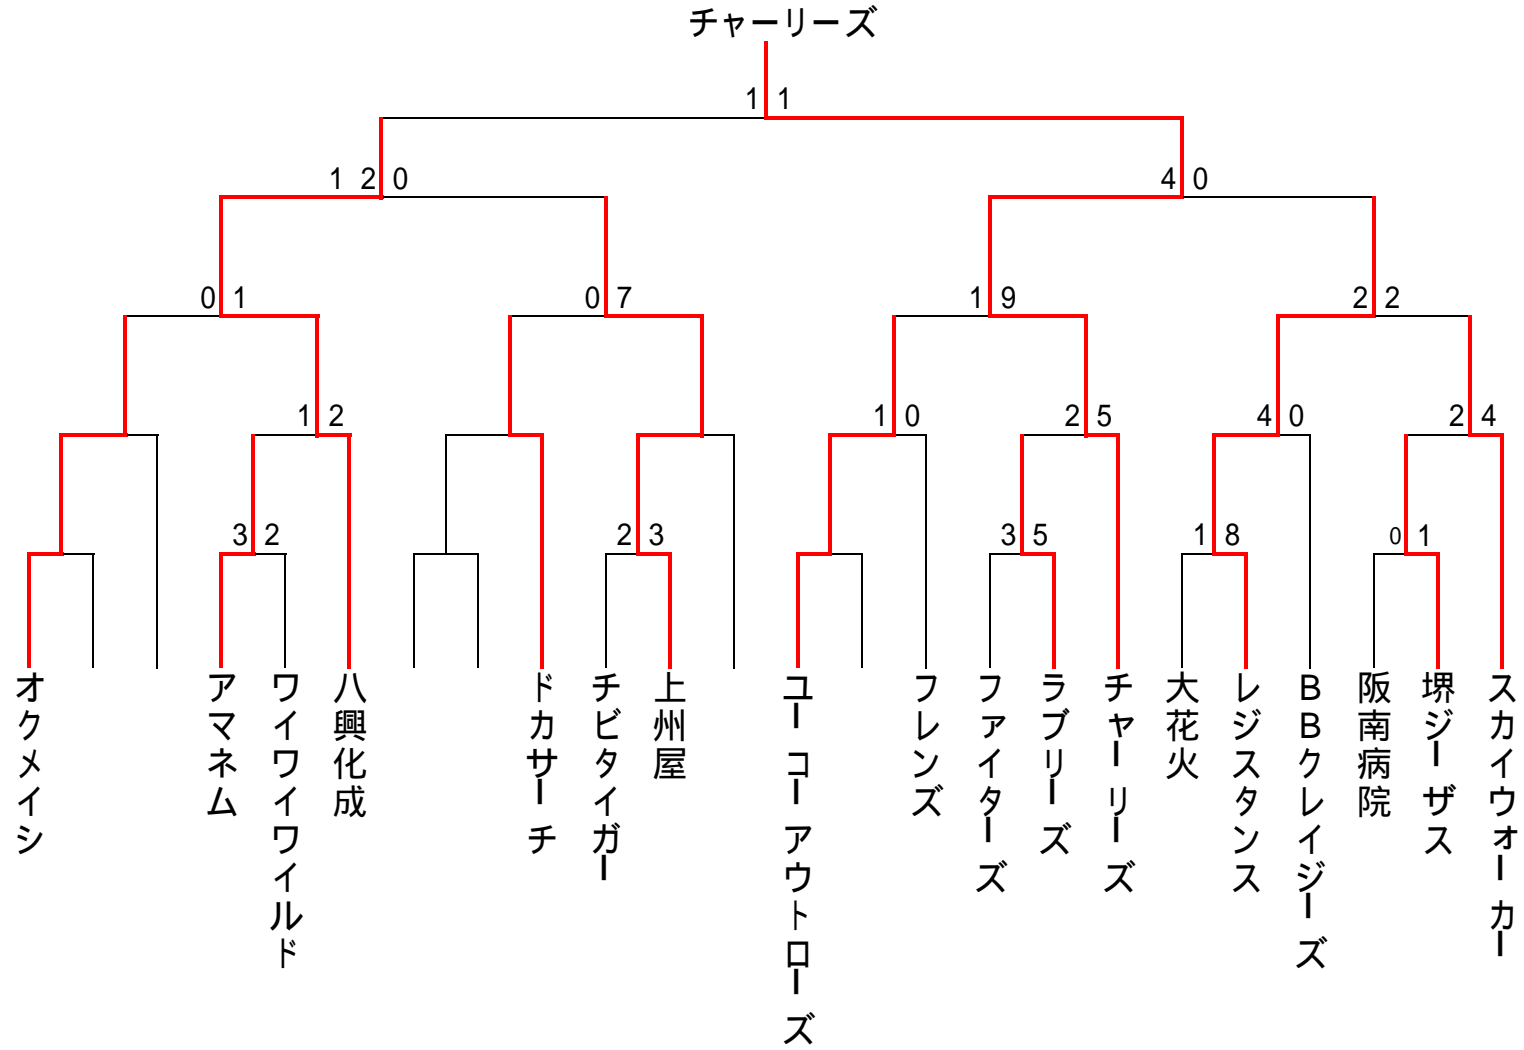 チャーリーズ
1 1
1 2 0
4 0
0 1
0 7
1 9
2 2
1 2
1 0
2 5
4 0
2 4
3 2
2 3
3 5
1 8
0 1
オクメイシ
アマネム
ワイワワイワイルド
八興化成
ドカサーチ
チビタイガー
上州屋
ユーコーアウトローズ
フレンズ
ファイターズ
ラブリーズ
チャーリーズ
大花火
レジスタンス
BBクレイジーズ
阪南病院
堺ジーザス
スカイウォーカー